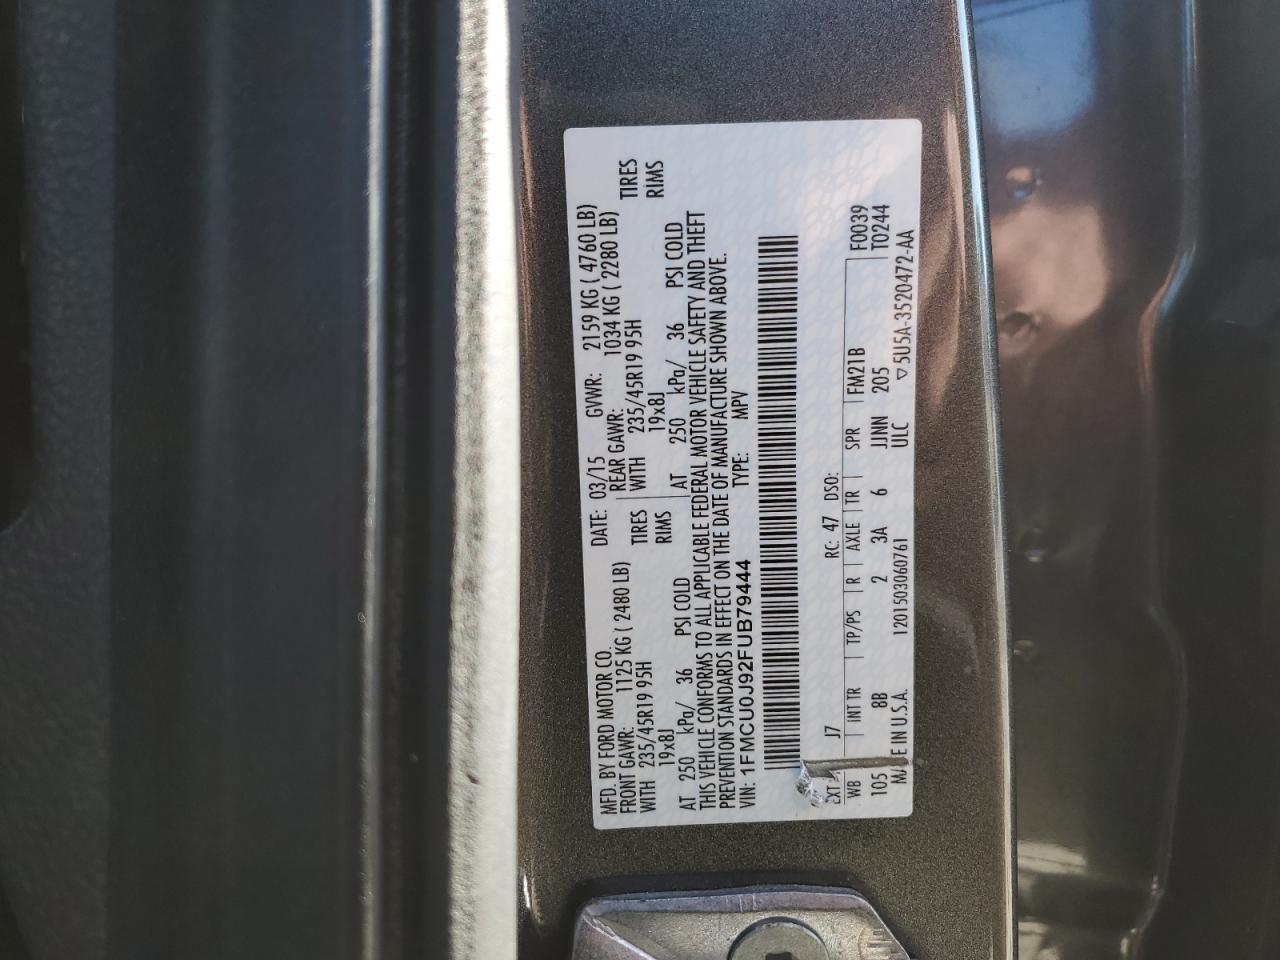 MFD. BY FORD MOTOR CO.
DATE: 03/15 GVWR: 2159 KG ( 4760 LB)
FRONT GAWR: 1125 KG ( 2480 LB)
REAR GAWR: 1034 KG ( 2280 LB)
WITH 235/45R19 95H TIRES
WITH 235/45R19 95H TIRES
19x8J RIMS
19x8J RIMS
AT 250 kPa/ 36 PSI COLD
AT 250 kPa/ 36 PSI COLD
THIS VEHICLE CONFORMS TO ALL APPLICABLE FEDERAL MOTOR VEHICLE SAFETY AND THEFT
PREVENTION STANDARDS IN EFFECT ON THE DATE OF MANUFACTURE SHOWN ABOVE.
VIN: 1FMCU0J92FUB79444 TYPE: MPV
EXT J7 RC: 47 DSO:
WB INT TR TP/PS R AXLE TR SPR FM21B F0039
105 8B 2 3A 6 JJNN 205 T0244
MADE IN U.S.A. 1201503060761 ULC ▽5U5A-3520472-AA